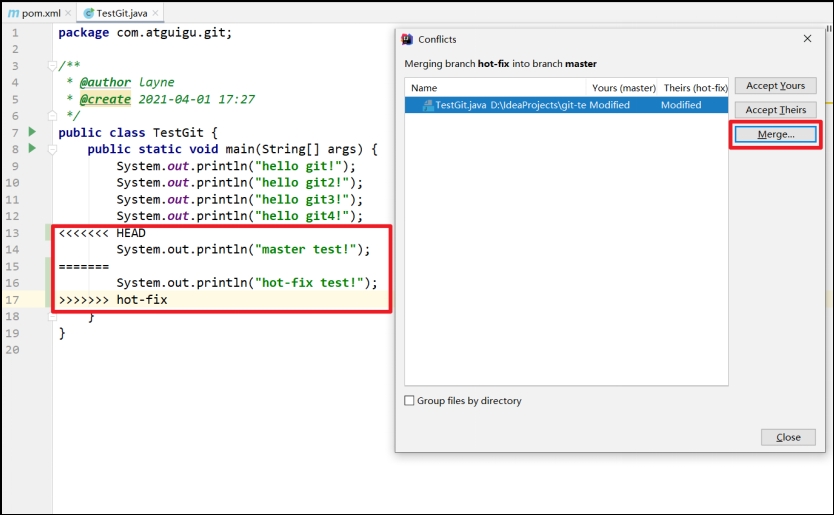 pom.xml
TestGit.java
1 package com.atguigu.git;
2
3 /**
4 * @author layne
5 * @create 2021-04-01 17:27
6 */
7 public class TestGit {
8 public static void main(String[] args) {
9 System.out.println("hello git!");
10 System.out.println("hello git2!");
11 System.out.println("hello git3!");
12 System.out.println("hello git4!");
13 <<<<<<< HEAD
14 System.out.println("master test!");
15 =======
16 System.out.println("hot-fix test!");
17 >>>>>>> hot-fix
18 }
19 }
20
Conflicts
Merging branch hot-fix into branch master
Name Yours (master) Theirs (hot-fix)
TestGit.java D:\IdeaProjects\git-te Modified Modified
Accept Yours
Accept Theirs
Merge...
Group files by directory
Close